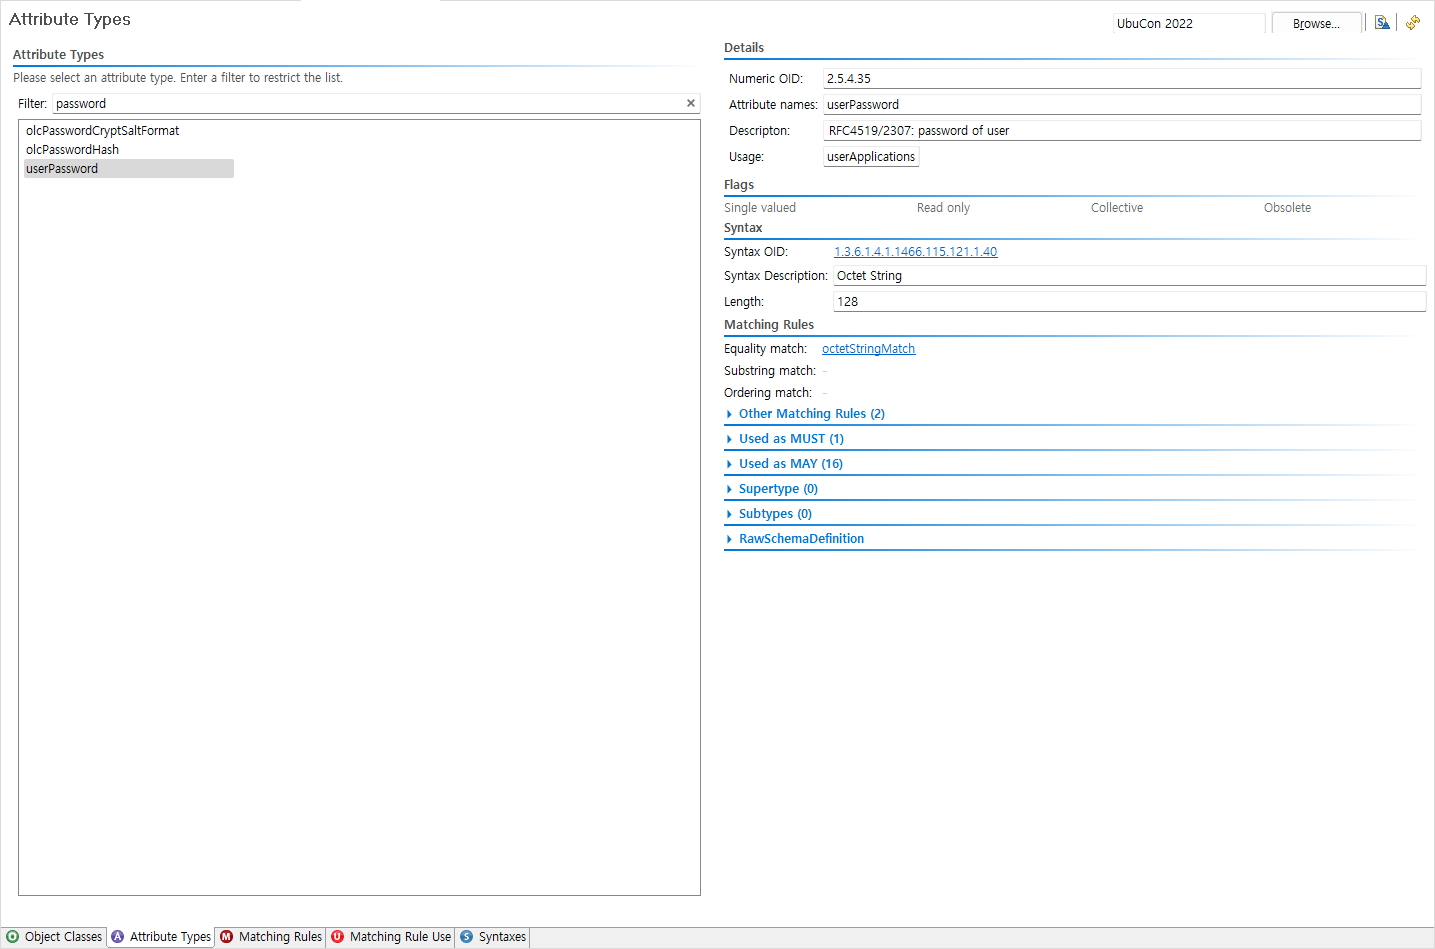 Attribute Types
UbuCon 2022
Browse...
Attribute Types
Please select an attribute type. Enter a filter to restrict the list.
Filter: password
olcPasswordCryptSaltFormat
olcPasswordHash
userPassword
Details
Numeric OID: 2.5.4.35
Attribute names: userPassword
Descripton: RFC4519/2307: password of user
Usage: userApplications
Flags
Single valued Read only Collective Obsolete
Syntax
Syntax OID: 1.3.6.1.4.1.1466.115.121.1.40
Syntax Description: Octet String
Length: 128
Matching Rules
Equality match: octetStringMatch
Substring match: -
Ordering match: -
Other Matching Rules (2)
Used as MUST (1)
Used as MAY (16)
Supertype (0)
Subtypes (0)
RawSchemaDefinition
O Object Classes A Attribute Types M Matching Rules U Matching Rule Use S Syntaxes